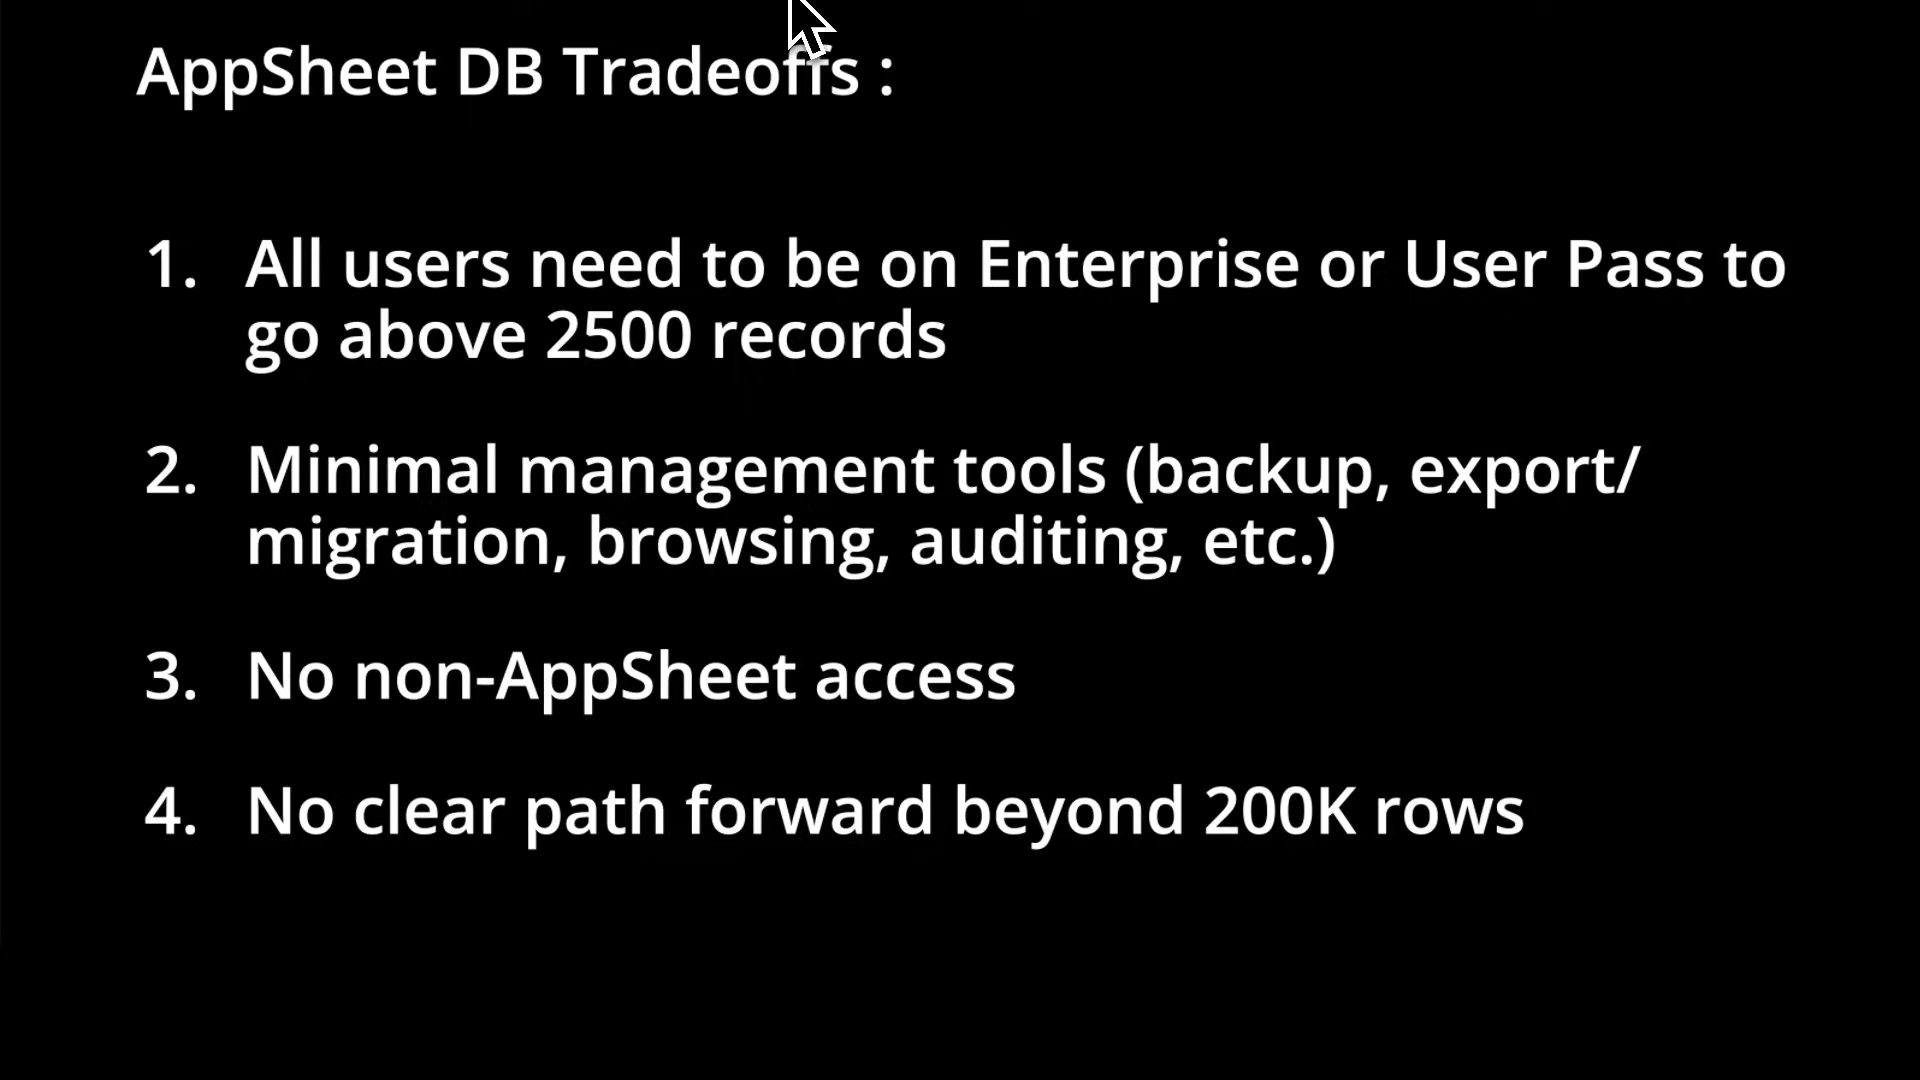 AppSheet DB Tradeoffs :
1. All users need to be on Enterprise or User Pass to
go above 2500 records
2. Minimal management tools (backup, export/
migration, browsing, auditing, etc.)
3. No non-AppSheet access
4. No clear path forward beyond 200K rows